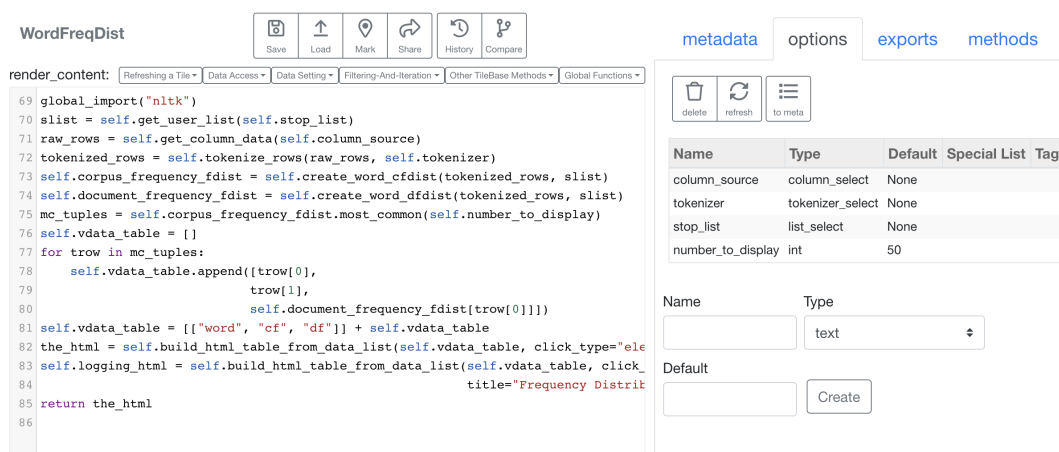 WordFreqDist
Save Load Mark Share History Compare
metadata options exports methods
render_content: Refreshing a Tile Data Access Data Setting Filtering-And-Iteration Other TileBase Methods Global Functions
69 global_import("nltk")
70 slist = self.get_user_list(self.stop_list)
71 raw_rows = self.get_column_data(self.column_source)
72 tokenized_rows = self.tokenize_rows(raw_rows, self.tokenizer)
73 self.corpus_frequency_fdist = self.create_word_cfdist(tokenized_rows, slist)
74 self.document_frequency_fdist = self.create_word_dfdist(tokenized_rows, slist)
75 mc_tuples = self.corpus_frequency_fdist.most_common(self.number_to_display)
76 self.vdata_table = []
77 for trow in mc_tuples:
78 self.vdata_table.append([trow[0],
79 trow[1],
80 self.document_frequency_fdist[trow[0]]])
81 self.vdata_table = [["word", "cf", "df"]] + self.vdata_table
82 the_html = self.build_html_table_from_data_list(self.vdata_table, click_type="ele
83 self.logging_html = self.build_html_table_from_data_list(self.vdata_table, click_
84 title="Frequency Distrib
85 return the_html
86
delete refresh to meta
Name Type Default Special List Tag
column_source column_select None
tokenizer tokenizer_select None
stop_list list_select None
number_to_display int 50
Name Type
text
Default
Create